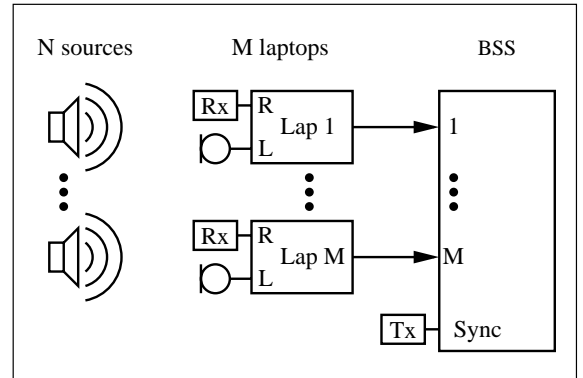 N sources
M laptops
BSS
Rx
R
Lap 1
L
1
Rx
R
Lap M
L
M
Tx
Sync